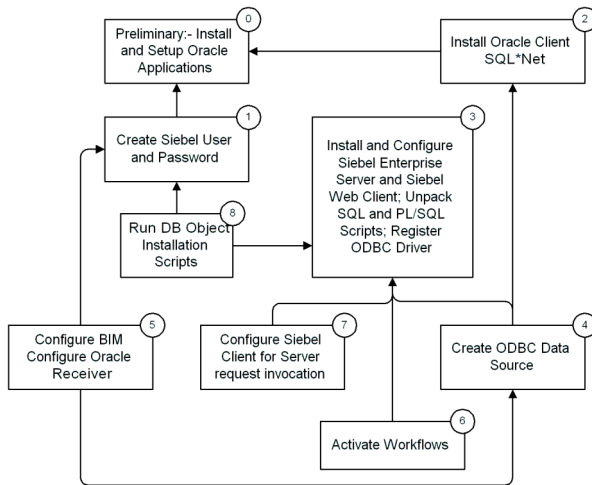 0
Preliminary:- Install
and Setup Oracle
Applications
2
Install Oracle Client
SQL*Net
1
Create Siebel User
and Password
3
Install and Configure
Siebel Enterprise
Server and Siebel
Web Client; Unpack
SQL and PL/SQL
Scripts; Register
ODBC Driver
8
Run DB Object
Installation
Scripts
5
Configure BIM
Configure Oracle
Receiver
7
Configure Siebel
Client for Server
request invocation
4
Create ODBC Data
Source
6
Activate Workflows